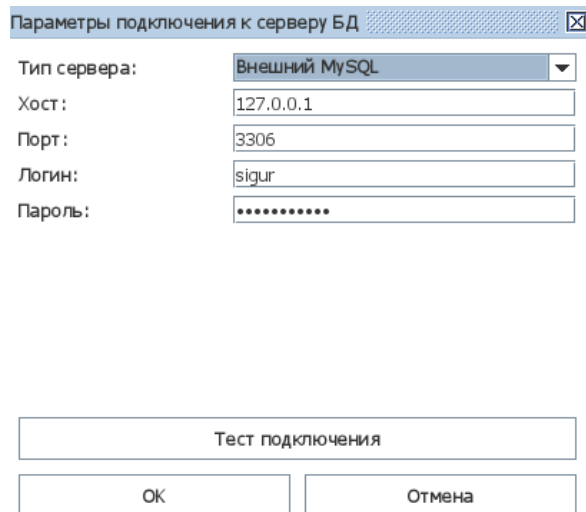 Параметры подключения к серверу БД
Тип сервера: Внешний MySQL
Хост: 127.0.0.1
Порт: 3306
Логин: sigur
Пароль: •••••••••••
Тест подключения
OK Отмена